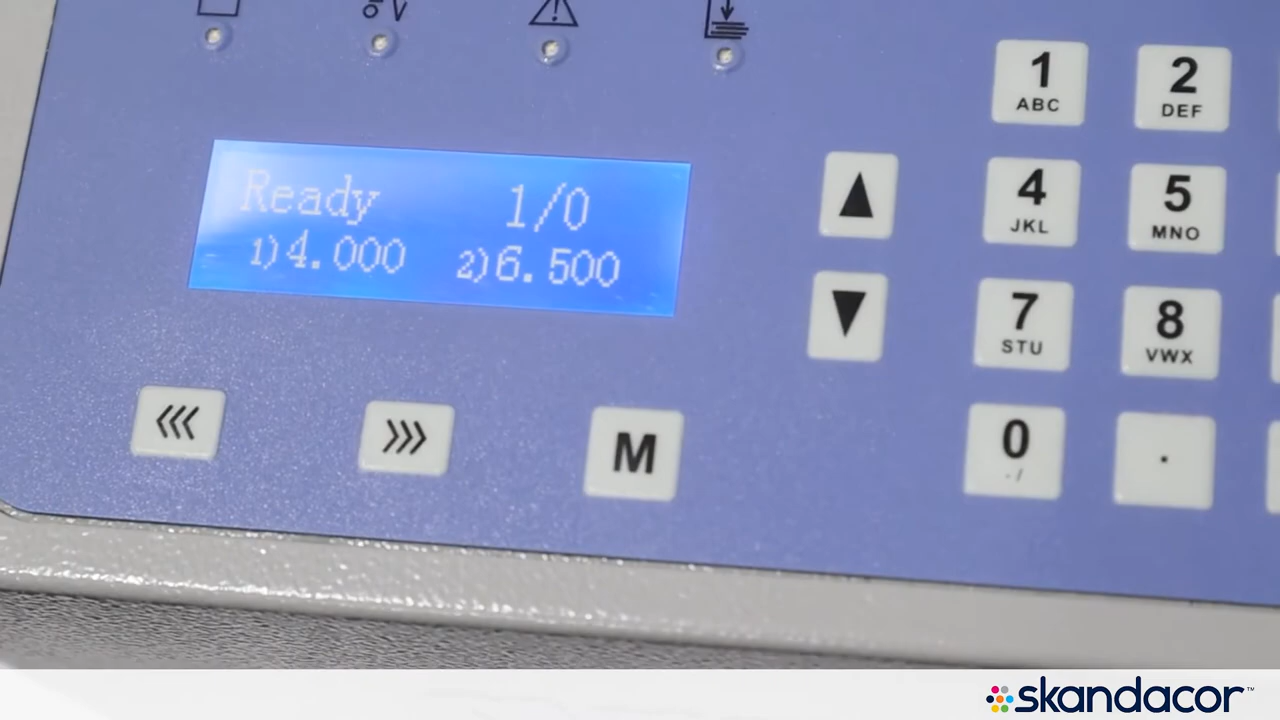 Ready 1/0
1)4.000 2)6.500
1
ABC
2
DEF
4
JKL
5
MNO
7
STU
8
VWX
M
0
- /
.
skandacor™